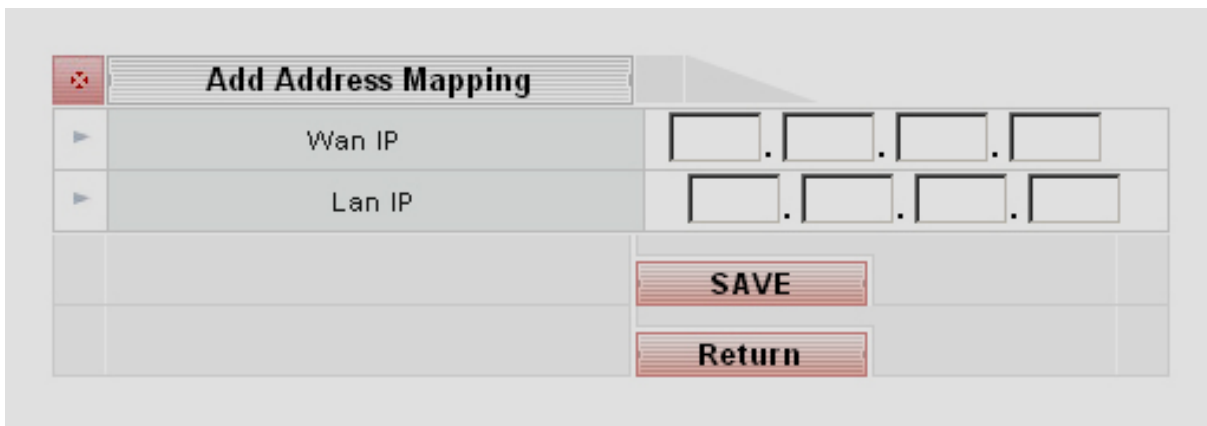 Add Address Mapping
Wan IP . . .
Lan IP . . .
SAVE
Return